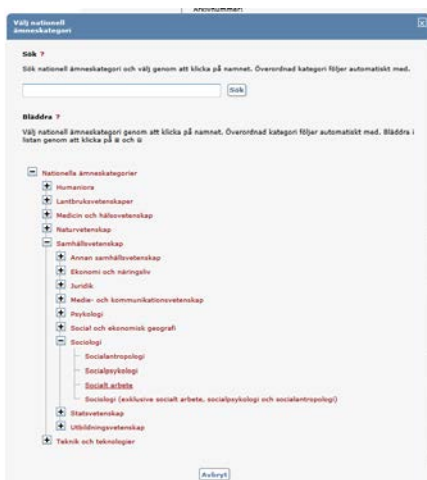 Arkivnummer:
Välj nationell
ämneskategori
x
Sök ?
Sök nationell ämneskategori och välj genom att klicka på namnet. Överordnad kategori följer automatiskt med.
Sök
Bläddra ?
Välj nationell ämneskategori genom att klicka på namnet. Överordnad kategori följer automatiskt med. Bläddra i
listan genom att klicka på ⊞ och ⊟
Nationella ämneskategorier
Humaniora
Lantbruksvetenskaper
Medicin och hälsovetenskap
Naturvetenskap
Samhällsvetenskap
Annan samhällsvetenskap
Ekonomi och näringsliv
Juridik
Medie- och kommunikationsvetenskap
Psykologi
Social och ekonomisk geografi
Sociologi
Socialantropologi
Socialpsykologi
Socialt arbete
Sociologi (exklusive socialt arbete, socialpsykologi och socialantropologi)
Statsvetenskap
Utbildningsvetenskap
Teknik och teknologier
Avbryt